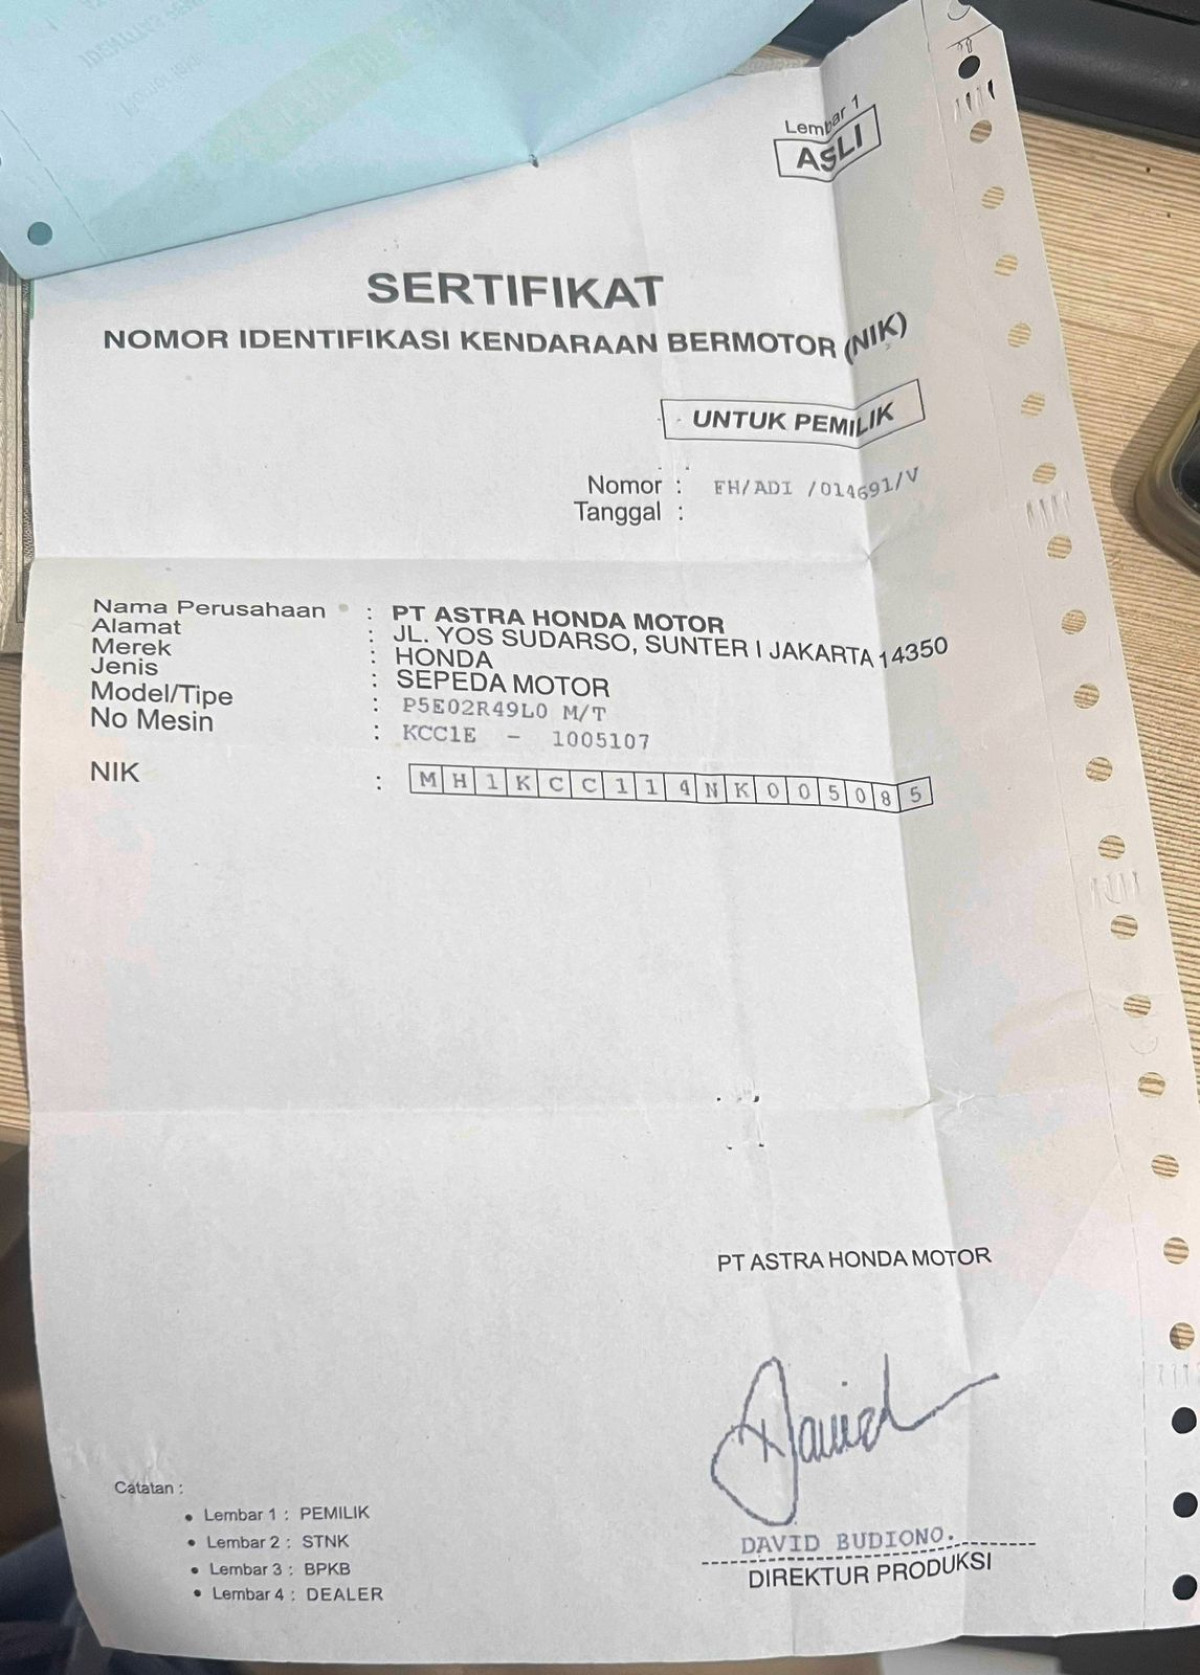 Lembar 1
ASLI
SERTIFIKAT
NOMOR IDENTIFIKASI KENDARAAN BERMOTOR (NIK)
UNTUK PEMILIK
Nomor : FH/ADI /014691/V
Tanggal :
Nama Perusahaan : PT ASTRA HONDA MOTOR
Alamat : JL. YOS SUDARSO, SUNTER I JAKARTA 14350
Merek : HONDA
Jenis : SEPEDA MOTOR
Model/Tipe : P5E02R49L0 M/T
No Mesin : KCC1E - 1005107
NIK : MH1KCC114NK005085
PT ASTRA HONDA MOTOR
David
DAVID BUDIONO.
DIREKTUR PRODUKSI
Catatan :
• Lembar 1 : PEMILIK
• Lembar 2 : STNK
• Lembar 3 : BPKB
• Lembar 4 : DEALER